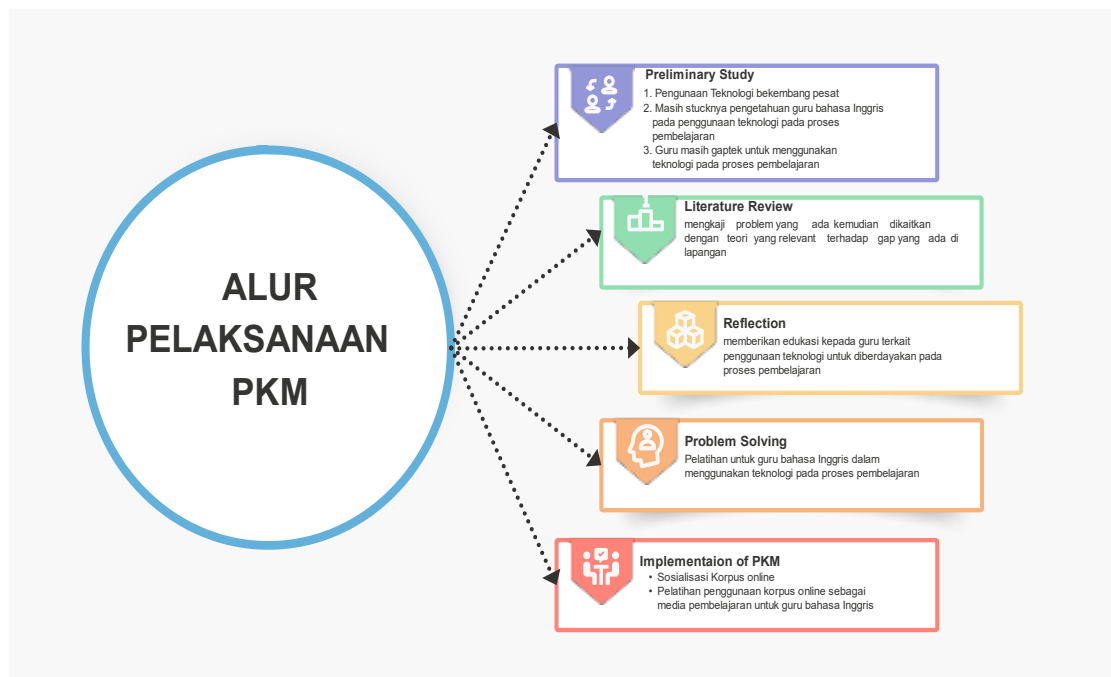 ALUR
PELAKSANAAN
PKM
Preliminary Study
1. Pengunaan Teknologi bekembang pesat
2. Masih stucknya pengetahuan guru bahasa Inggris
pada penggunaan teknologi pada proses
pembelajaran
3. Guru masih gaptek untuk menggunakan
teknologi pada proses pembelajaran
Literature Review
mengkaji problem yang ada kemudian dikaitkan
dengan teori yang relevant terhadap gap yang ada di
lapangan
Reflection
memberikan edukasi kepada guru terkait
penggunaan teknologi untuk diberdayakan pada
proses pembelajaran
Problem Solving
Pelatihan untuk guru bahasa Inggris dalam
menggunakan teknologi pada proses pembelajaran
Implementaion of PKM
• Sosialisasi Korpus online
• Pelatihan penggunaan korpus online sebagai
media pembelajaran untuk guru bahasa Inggris